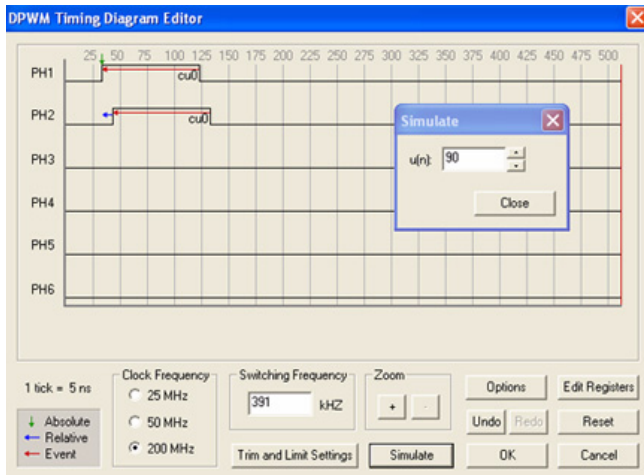 DPWM Timing Diagram Editor
25 50 75 100 125 150 175 200 225 250 275 300 325 350 375 400 425 450 475 500
PH1
cu0
PH2
cu0
PH3
PH4
PH5
PH6
Simulate
u(n): 90
Close
1 tick = 5 ns
Absolute
Relative
Event
Clock Frequency
25 MHz
50 MHz
200 MHz
Switching Frequency
391 kHZ
Trim and Limit Settings
Zoom
+ -
Simulate
Options
Edit Registers
Undo
Redo
Reset
OK
Cancel